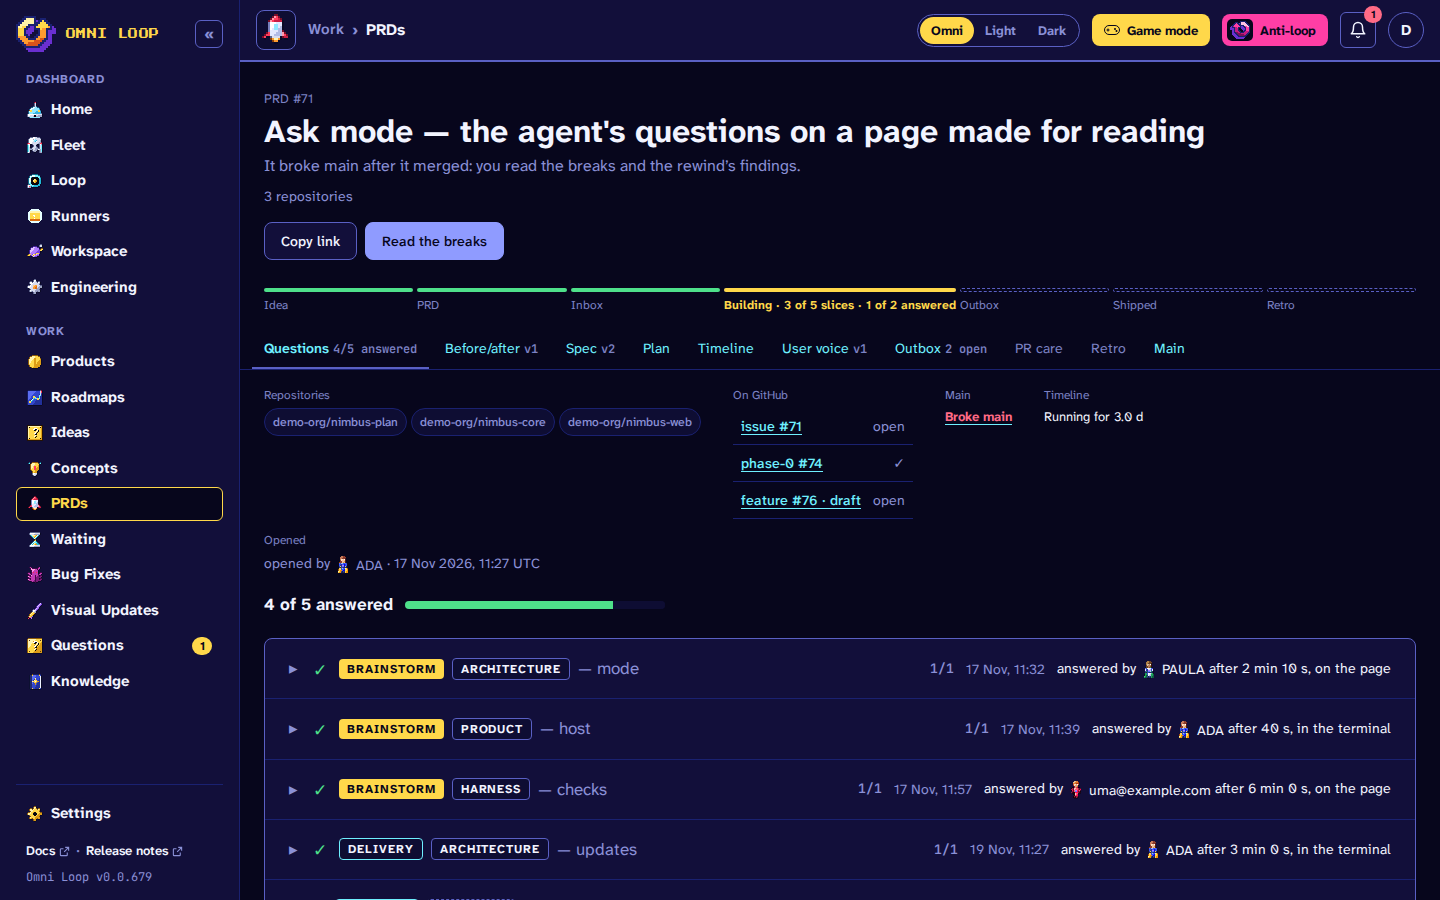 OMNI LOOP
«
DASHBOARD
Home
Fleet
Loop
Runners
Workspace
Engineering
WORK
Products
Roadmaps
Ideas
Concepts
PRDs
Waiting
Bug Fixes
Visual Updates
Questions 1
Knowledge
Settings
Docs · Release notes
Omni Loop v0.0.679
Work › PRDs
Omni Light Dark
Game mode
Anti-loop
1
D
PRD #71
Ask mode — the agent's questions on a page made for reading
It broke main after it merged: you read the breaks and the rewind's findings.
3 repositories
Copy link
Read the breaks
Idea PRD Inbox Building · 3 of 5 slices · 1 of 2 answered Outbox Shipped Retro
Questions 4/5 answered Before/after v1 Spec v2 Plan Timeline User voice v1 Outbox 2 open PR care Retro Main
Repositories
demo-org/nimbus-plan demo-org/nimbus-core demo-org/nimbus-web
On GitHub
issue #71 open
phase-0 #74 ✓
feature #76 · draft open
Main
Broke main
Timeline
Running for 3.0 d
Opened
opened by ADA · 17 Nov 2026, 11:27 UTC
4 of 5 answered
▶ ✓ BRAINSTORM ARCHITECTURE — mode 1/1 17 Nov, 11:32 answered by PAULA after 2 min 10 s, on the page
▶ ✓ BRAINSTORM PRODUCT — host 1/1 17 Nov, 11:39 answered by ADA after 40 s, in the terminal
▶ ✓ BRAINSTORM HARNESS — checks 1/1 17 Nov, 11:57 answered by uma@example.com after 6 min 0 s, on the page
▶ ✓ DELIVERY ARCHITECTURE — updates 1/1 19 Nov, 11:27 answered by ADA after 3 min 0 s, in the terminal